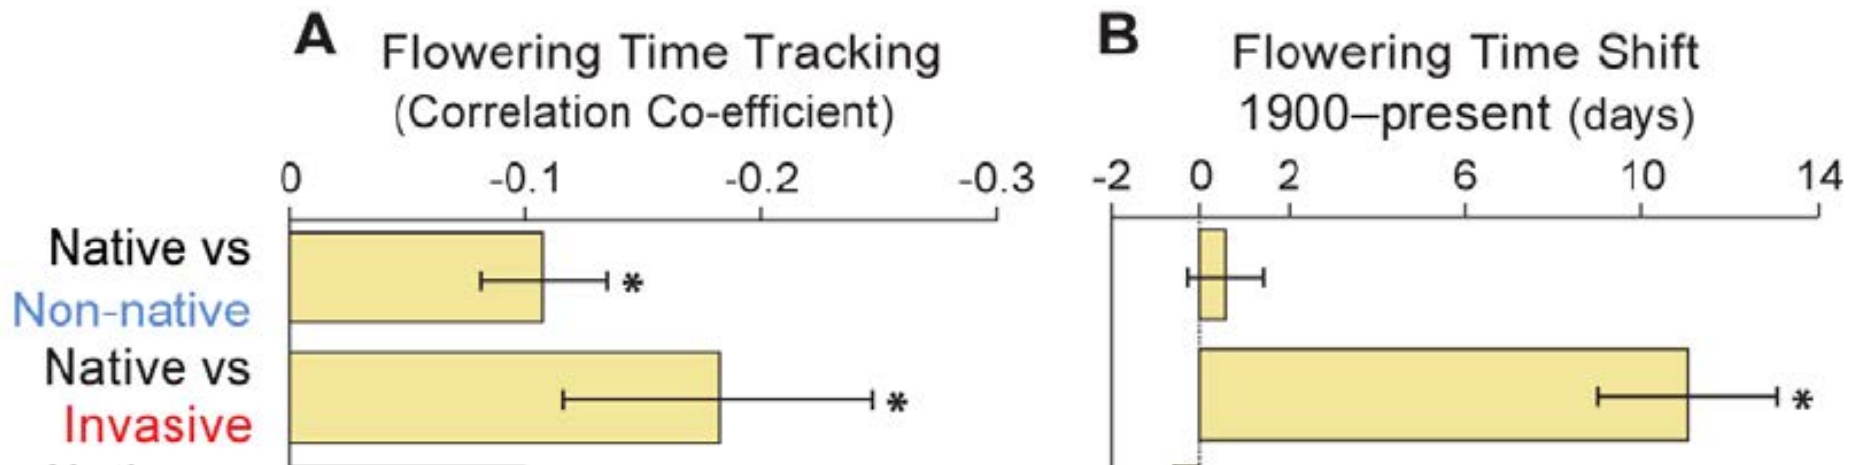 A Flowering Time Tracking
(Correlation Co-efficient)
0 -0.1 -0.2 -0.3
B Flowering Time Shift
1900–present (days)
-2 0 2 6 10 14
Native vs
Non-native
*
Native vs
Invasive
*
*